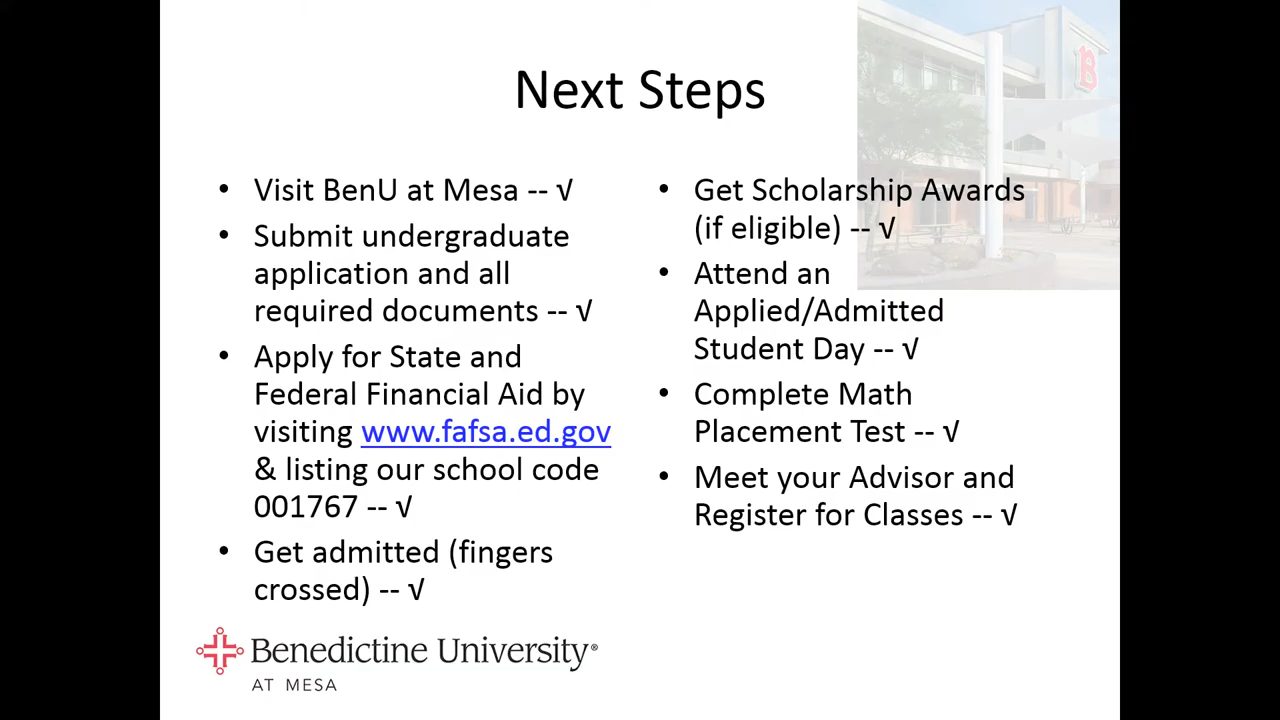 Next Steps
• Visit BenU at Mesa -- √
• Submit undergraduate
application and all
required documents -- √
• Apply for State and
Federal Financial Aid by
visiting www.fafsa.ed.gov
& listing our school code
001767 -- √
• Get admitted (fingers
crossed) -- √
• Get Scholarship Awards
(if eligible) -- √
• Attend an
Applied/Admitted
Student Day -- √
• Complete Math
Placement Test -- √
• Meet your Advisor and
Register for Classes -- √
B
Benedictine University®
AT MESA